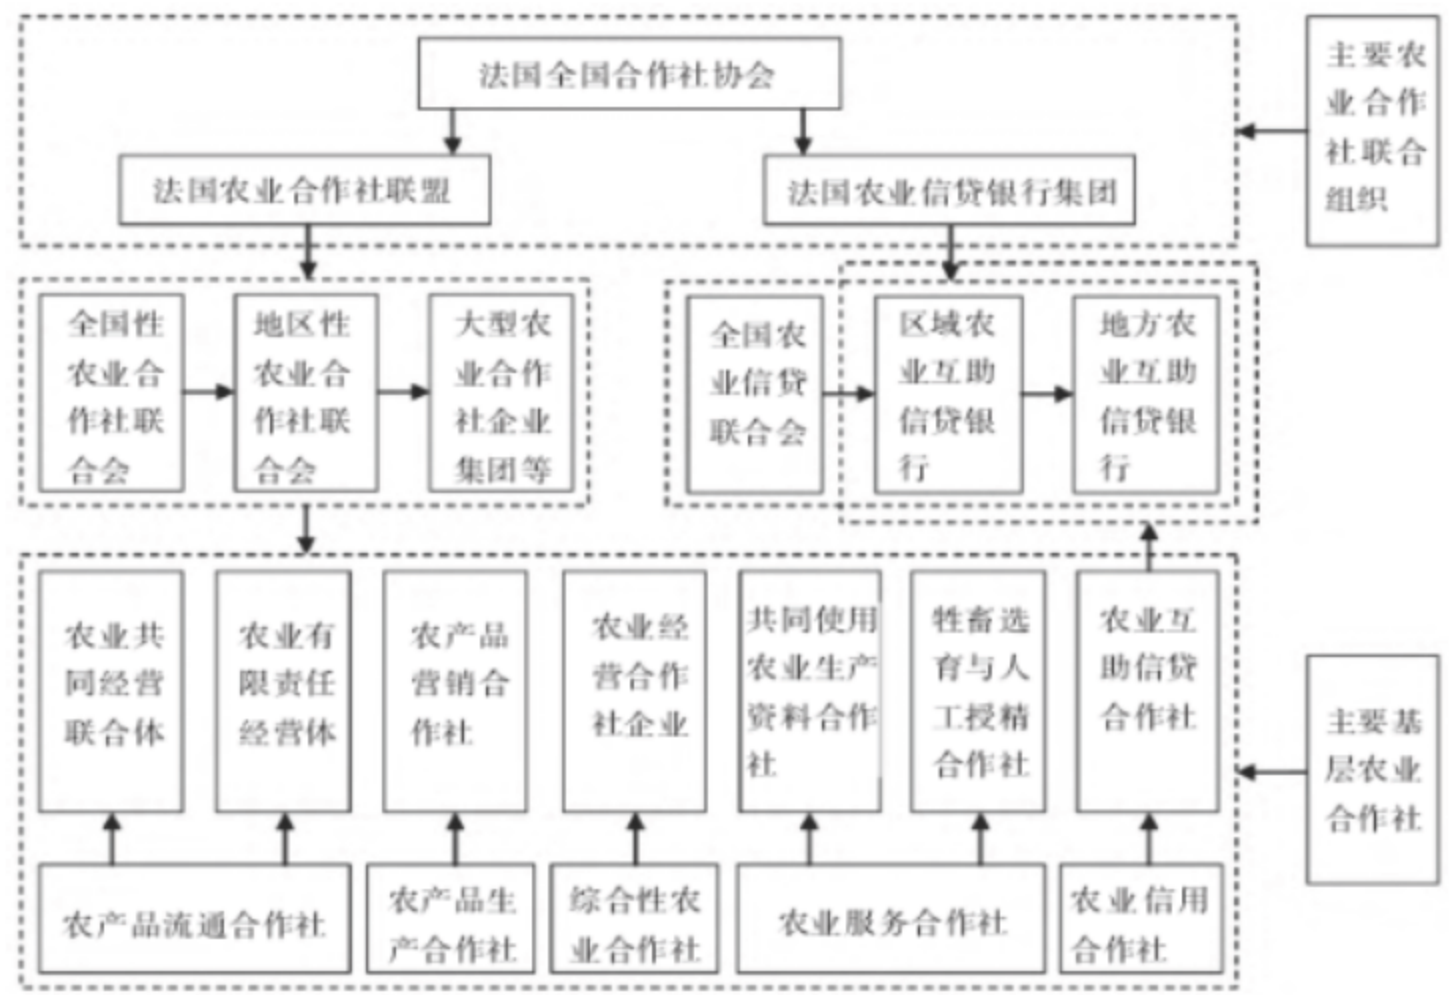 法国全国合作社协会
主要农
业合作
社联合
组织
法国农业合作社联盟
法国农业信贷银行集团
全国性
农业合
作社联
合会
地区性
农业合
作社联
合会
大型农
业合作
社企业
集团等
全国农
业信贷
联合会
区域农
业互助
信贷银
行
地方农
业互助
信贷银
行
农业共
同经营
联合体
农业有
限责任
经营体
农产品
营销合
作社
农业经
营合作
社企业
共同使用
农业生产
资料合作
社
牲畜选
育与人
工授精
合作社
农业互
助信贷
合作社
主要基
层农业
合作社
农产品流通合作社
农产品生
产合作社
综合性农
业合作社
农业服务合作社
农业信用
合作社